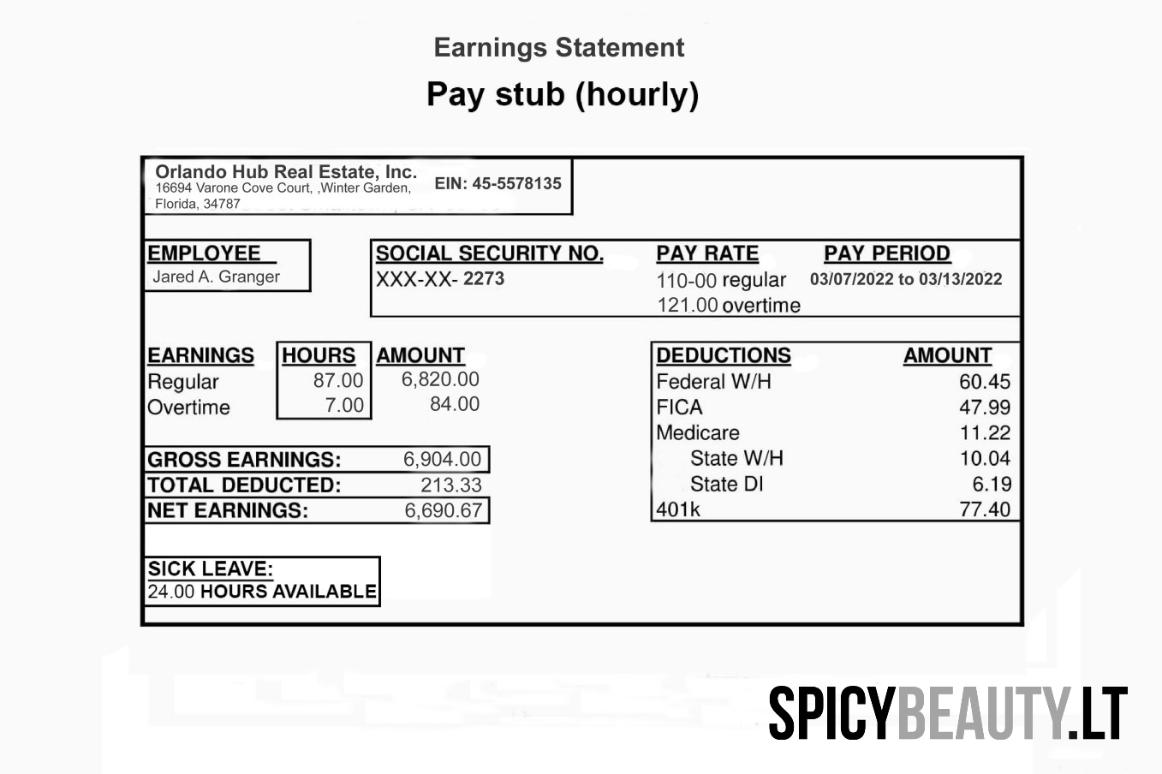 Earnings Statement
Pay stub (hourly)
Orlando Hub Real Estate, Inc.
16694 Varone Cove Court, ,Winter Garden,
Florida, 34787
EIN: 45-5578135
EMPLOYEE
Jared A. Granger
SOCIAL SECURITY NO. PAY RATE PAY PERIOD
XXX-XX- 2273 110-00 regular 03/07/2022 to 03/13/2022
121.00 overtime
EARNINGS HOURS AMOUNT
Regular 87.00 6,820.00
Overtime 7.00 84.00
GROSS EARNINGS: 6,904.00
TOTAL DEDUCTED: 213.33
NET EARNINGS: 6,690.67
DEDUCTIONS AMOUNT
Federal W/H 60.45
FICA 47.99
Medicare 11.22
State W/H 10.04
State DI 6.19
401k 77.40
SICK LEAVE:
24.00 HOURS AVAILABLE
SPICYBEAUTY.LT